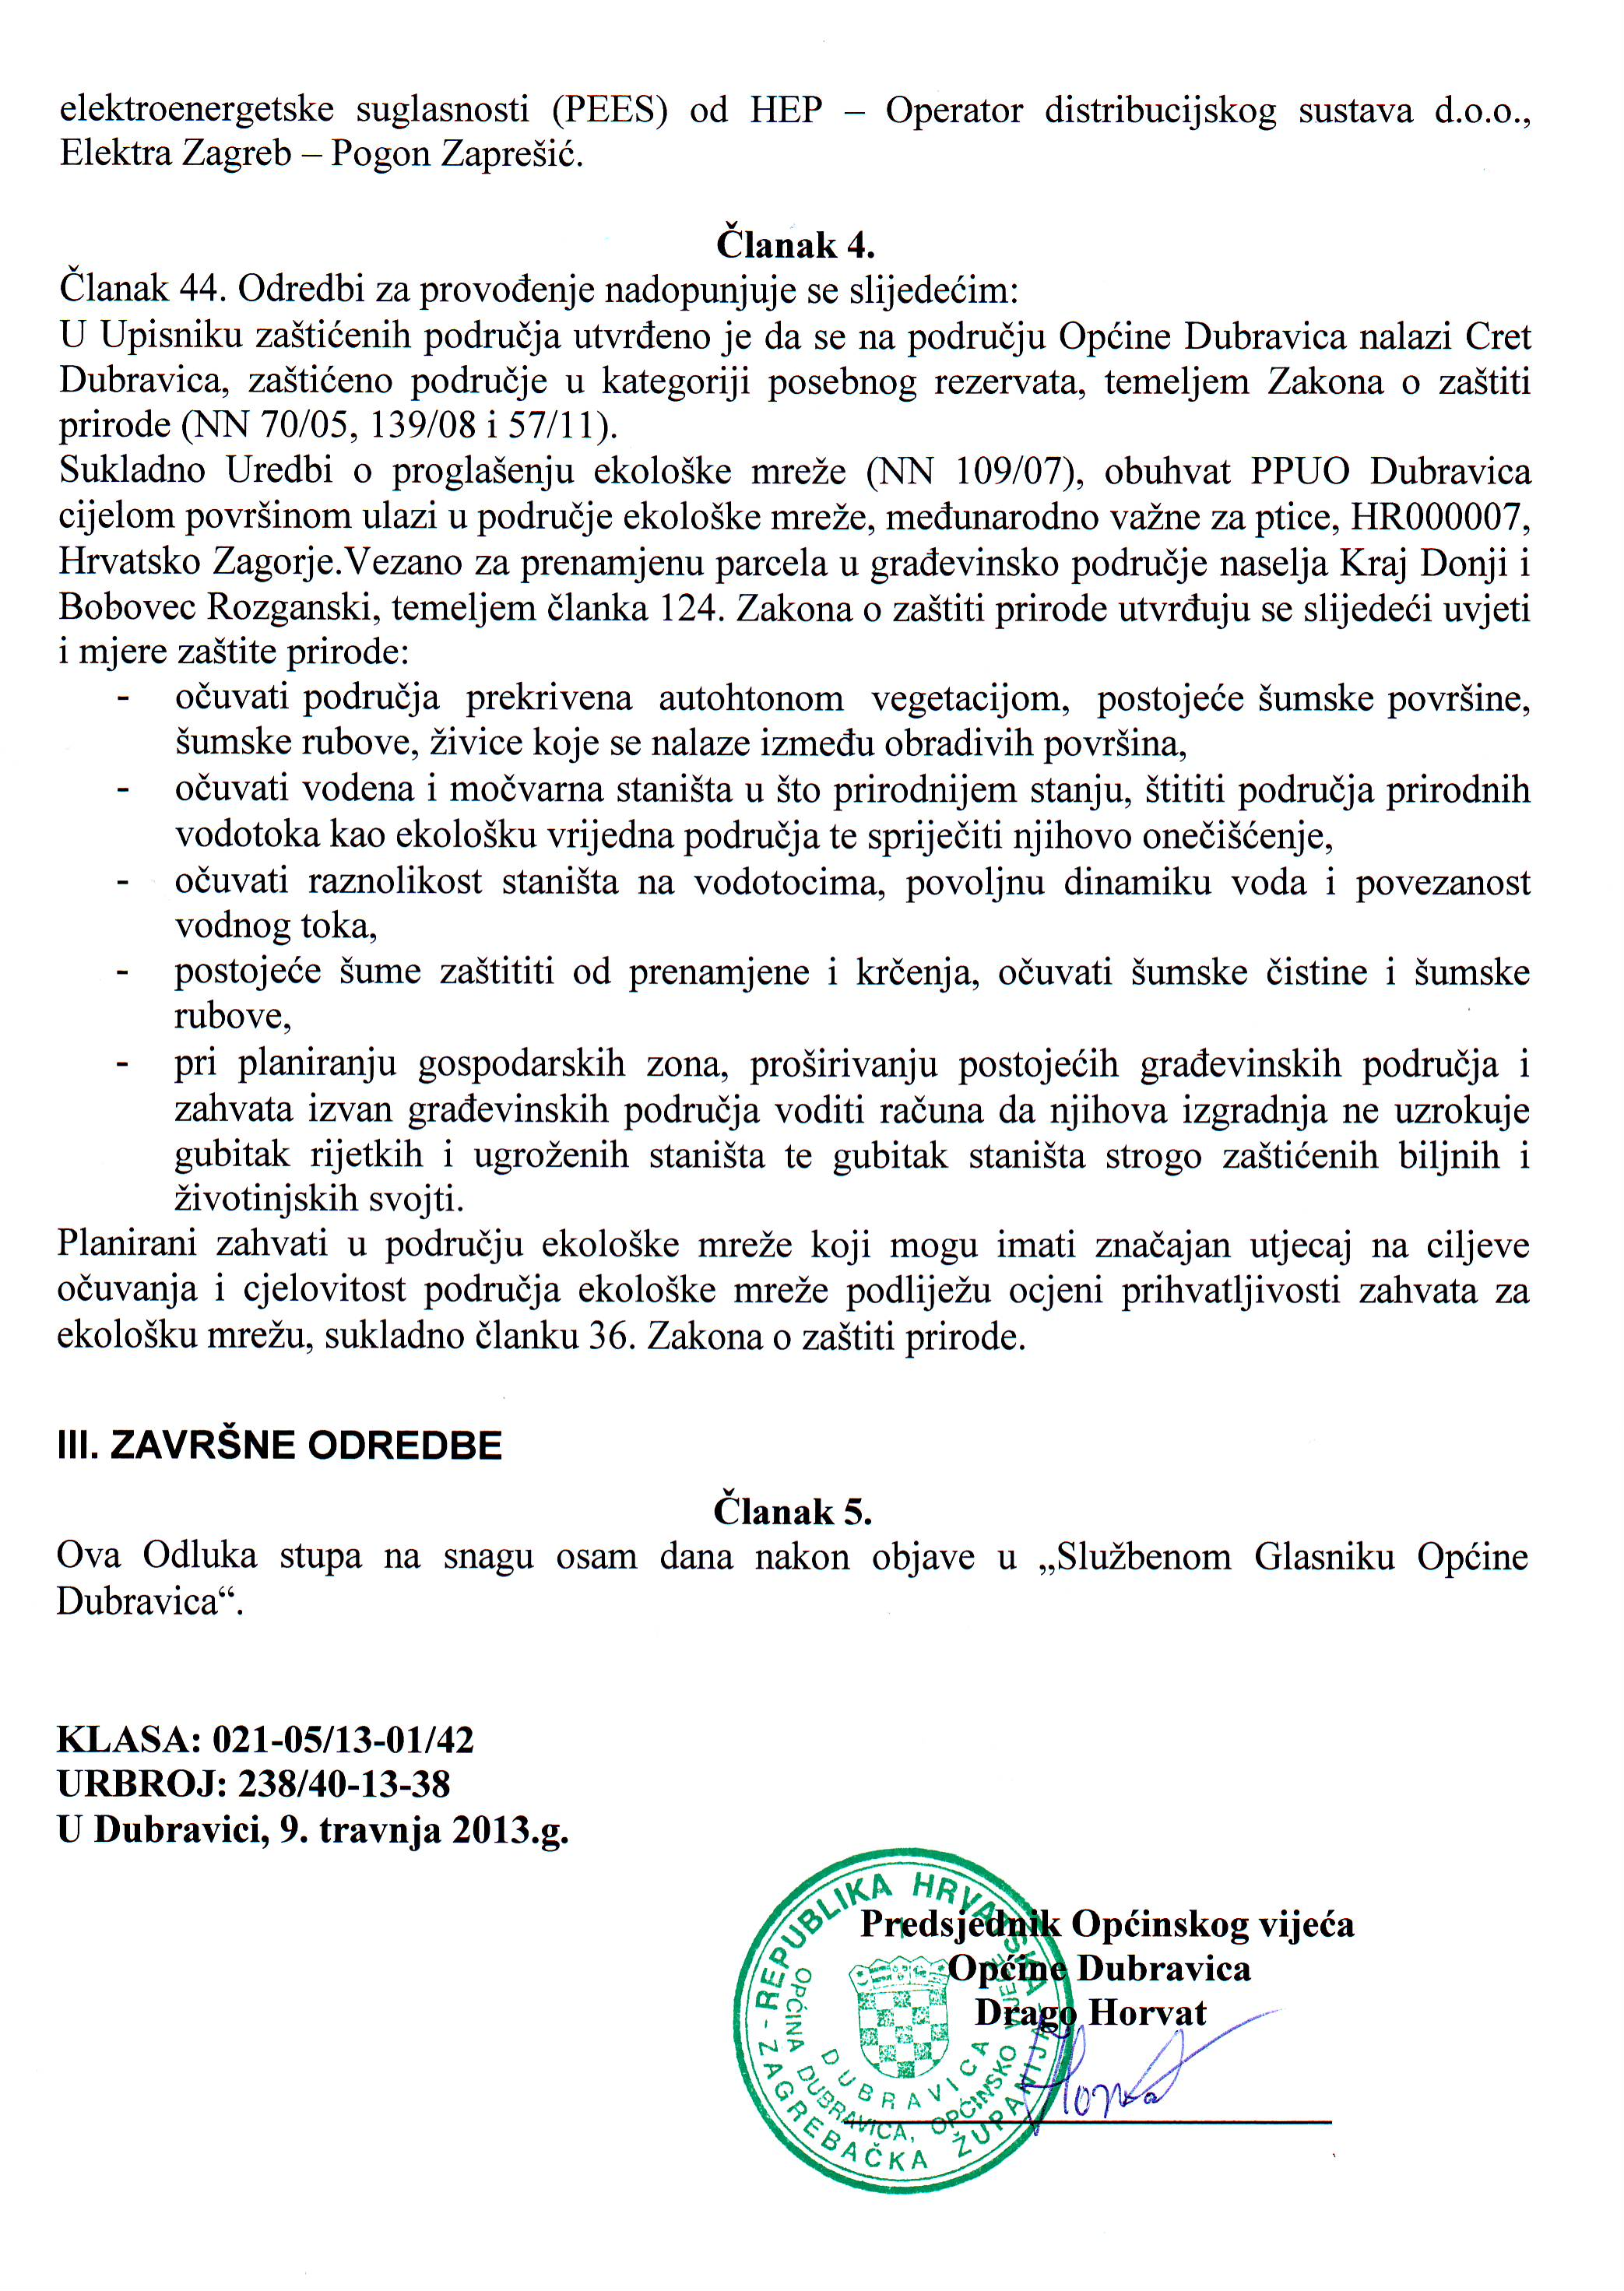 elektroenergetske suglasnosti (PEES) od HEP – Operator distribucijskog sustava d.o.o.,
Elektra Zagreb – Pogon Zaprešić.
Članak 4.
Članak 44. Odredbi za provođenje nadopunjuje se slijedećim:
U Upisniku zaštićenih područja utvrđeno je da se na području Općine Dubravica nalazi Cret
Dubravica, zaštićeno područje u kategoriji posebnog rezervata, temeljem Zakona o zaštiti
prirode (NN 70/05, 139/08 i 57/11).
Sukladno Uredbi o proglašenju ekološke mreže (NN 109/07), obuhvat PPUO Dubravica
cijelom površinom ulazi u područje ekološke mreže, međunarodno važne za ptice, HR000007,
Hrvatsko Zagorje.Vezano za prenamjenu parcela u građevinsko područje naselja Kraj Donji i
Bobovec Rozganski, temeljem članka 124. Zakona o zaštiti prirode utvrđuju se slijedeći uvjeti
i mjere zaštite prirode:
- očuvati područja prekrivena autohtonom vegetacijom, postojeće šumske površine,
šumske rubove, živice koje se nalaze između obradivih površina,
- očuvati vodena i močvarna staništa u što prirodnijem stanju, štititi područja prirodnih
vodotoka kao ekološku vrijedna područja te spriječiti njihovo onečišćenje,
- očuvati raznolikost staništa na vodotocima, povoljnu dinamiku voda i povezanost
vodnog toka,
- postojeće šume zaštititi od prenamjene i krčenja, očuvati šumske čistine i šumske
rubove,
- pri planiranju gospodarskih zona, proširivanju postojećih građevinskih područja i
zahvata izvan građevinskih područja voditi računa da njihova izgradnja ne uzrokuje
gubitak rijetkih i ugroženih staništa te gubitak staništa strogo zaštićenih biljnih i
životinjskih svojti.
Planirani zahvati u području ekološke mreže koji mogu imati značajan utjecaj na ciljeve
očuvanja i cjelovitost područja ekološke mreže podliježu ocjeni prihvatljivosti zahvata za
ekološku mrežu, sukladno članku 36. Zakona o zaštiti prirode.
III. ZAVRŠNE ODREDBE
Članak 5.
Ova Odluka stupa na snagu osam dana nakon objave u „Službenom Glasniku Općine
Dubravica“.
KLASA: 021-05/13-01/42
URBROJ: 238/40-13-38
U Dubravici, 9. travnja 2013.g.
Predsjednik Općinskog vijeća
Općine Dubravica
Drago Horvat
- REPUBLIKA HRVATSKA -
ZAGREBAČKA ŽUPANIJA
OPĆINA DUBRAVICA, OPĆINSKO VIJEĆE
DUBRAVICA
Horvat